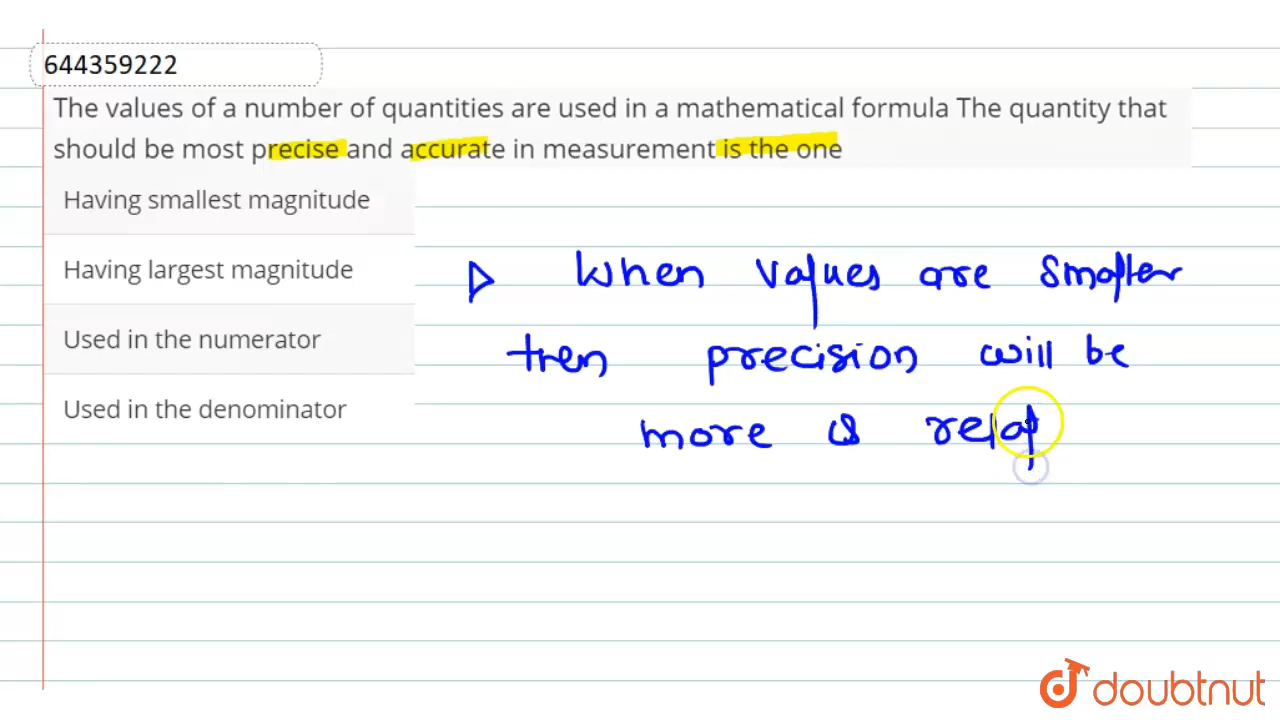 644359222
The values of a number of quantities are used in a mathematical formula The quantity that
should be most precise and accurate in measurement is the one
Having smallest magnitude
Having largest magnitude
Used in the numerator
Used in the denominator
When values are smaller
then precision will be
more
doubtnut